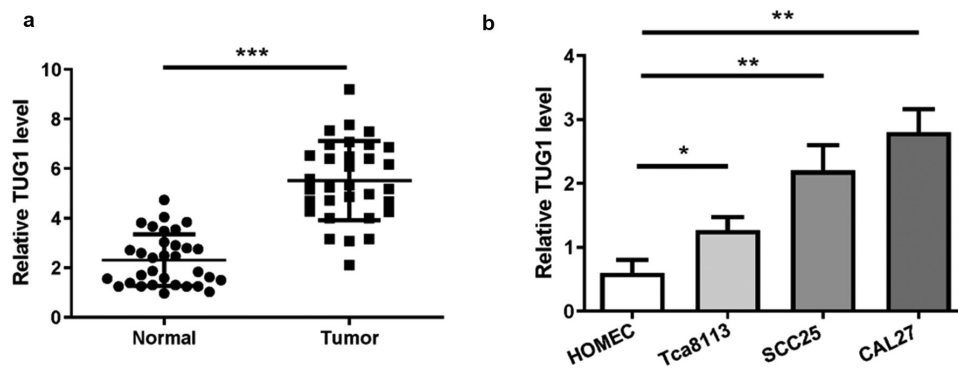 a
***
Relative TUG1 level
10
8
6
4
2
0
Normal
Tumor
b
**
**
*
Relative TUG1 level
4
3
2
1
0
HOMEC
Tca8113
SCC25
CAL27